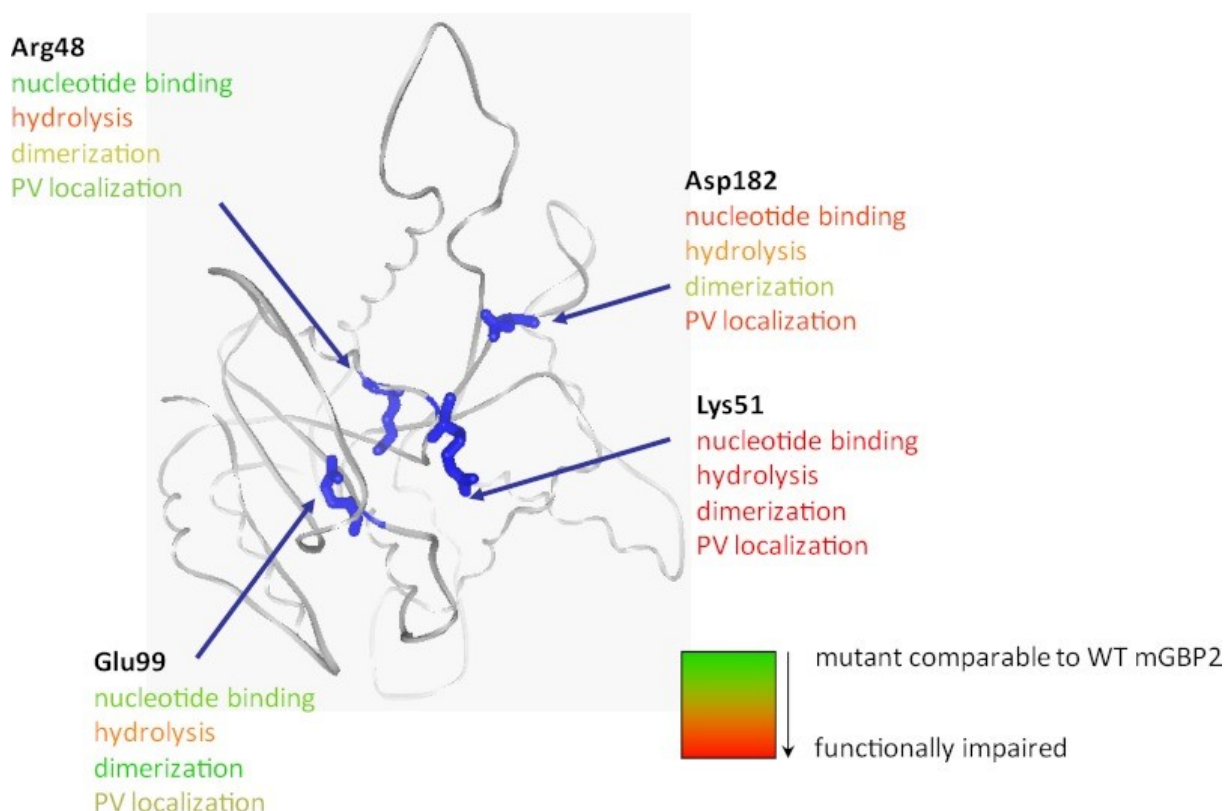 Arg48
nucleotide binding
hydrolysis
dimerization
PV localization
Asp182
nucleotide binding
hydrolysis
dimerization
PV localization
Lys51
nucleotide binding
hydrolysis
dimerization
PV localization
Glu99
nucleotide binding
hydrolysis
dimerization
PV localization
mutant comparable to WT mGBP2
functionally impaired